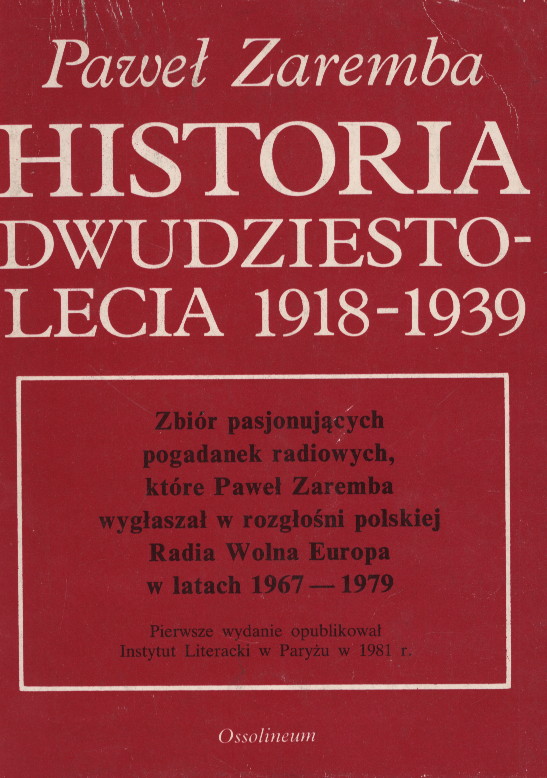 Paweł Zaremba
HISTORIA
DWUDZIESTO-
LECIA 1918-1939
Zbiór pasjonujących
pogadanek radiowych,
które Paweł Zaremba
wygłaszał w rozgłośni polskiej
Radia Wolna Europa
w latach 1967 — 1979
Pierwsze wydanie opublikował
Instytut Literacki w Paryżu w 1981 r.
Ossolineum